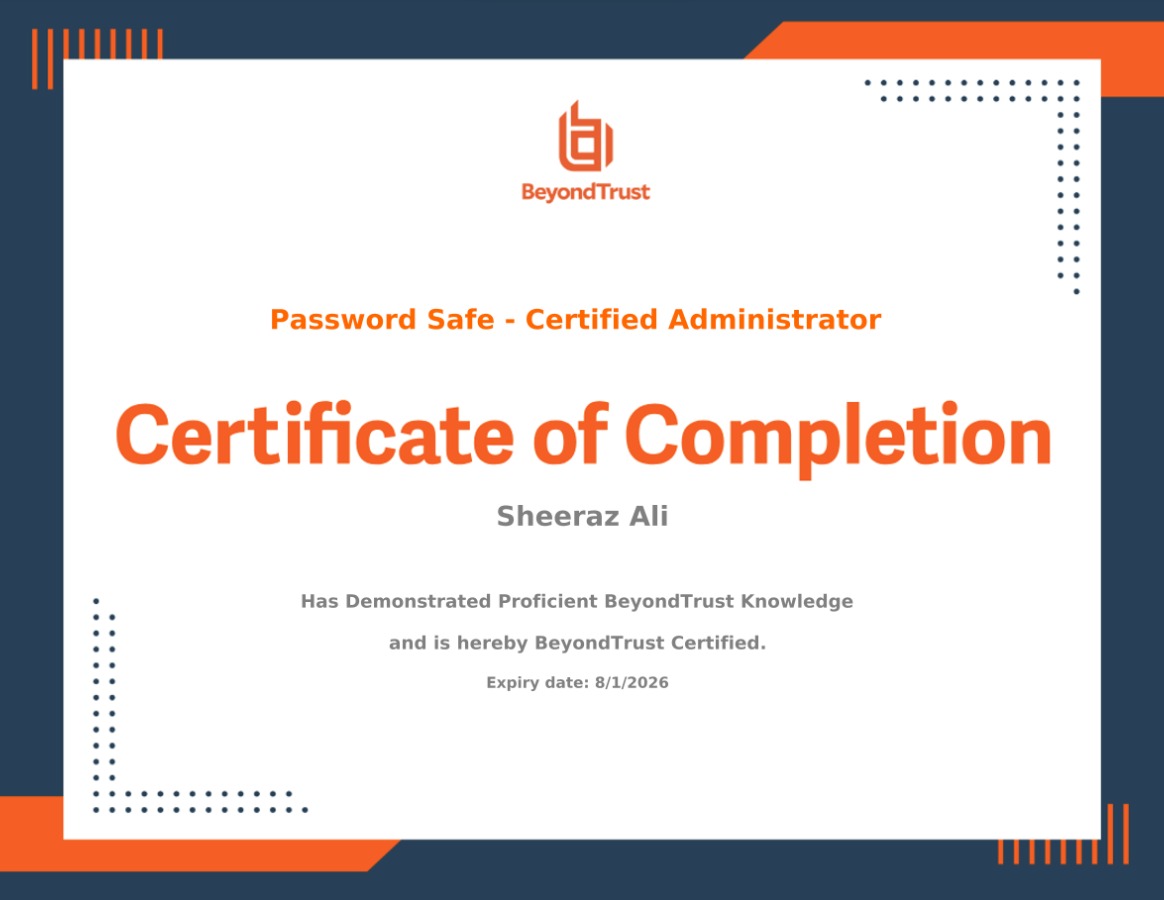 BeyondTrust
Password Safe - Certified Administrator
Certificate of Completion
Sheeraz Ali
Has Demonstrated Proficient BeyondTrust Knowledge
and is hereby BeyondTrust Certified.
Expiry date: 8/1/2026